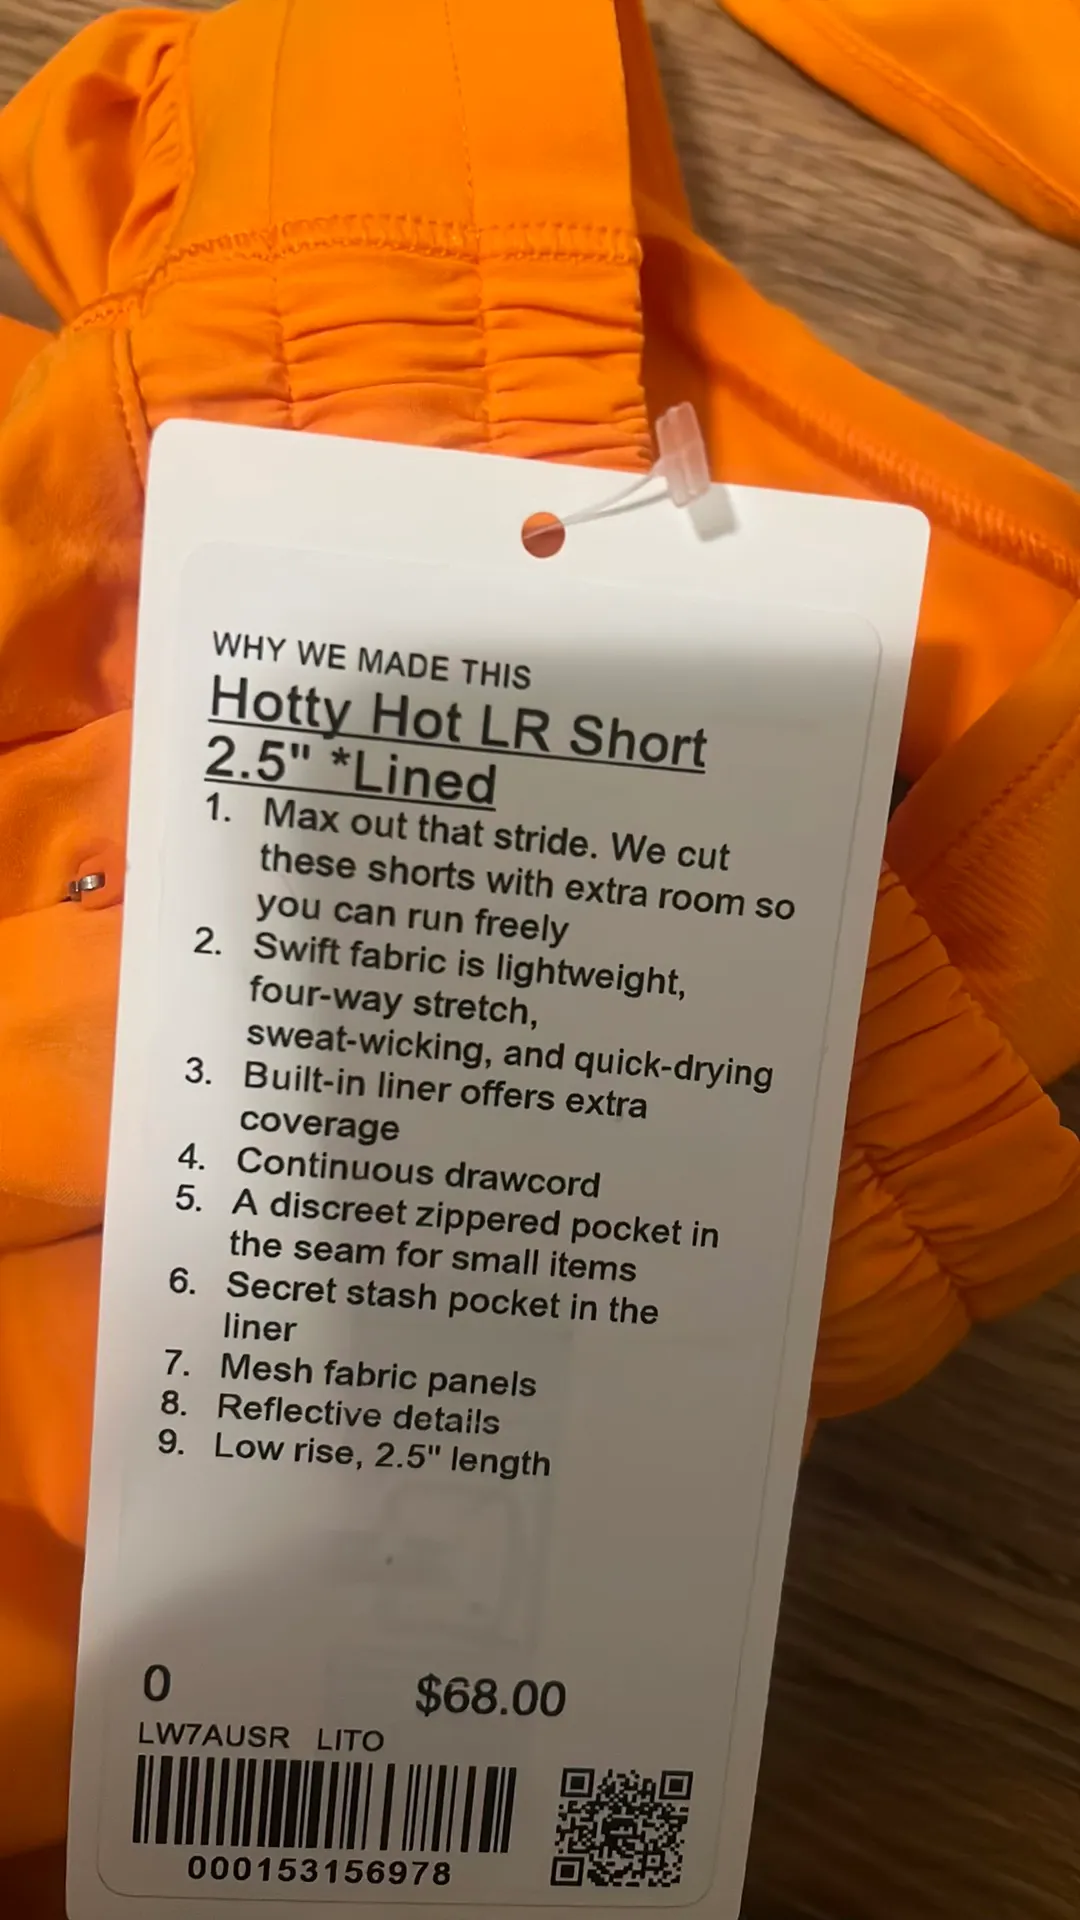 WHY WE MADE THIS
Hotty Hot LR Short
2.5" *Lined
1. Max out that stride. We cut
these shorts with extra room so
you can run freely
2. Swift fabric is lightweight,
four-way stretch,
sweat-wicking, and quick-drying
3. Built-in liner offers extra
coverage
4. Continuous drawcord
5. A discreet zippered pocket in
the seam for small items
6. Secret stash pocket in the
liner
7. Mesh fabric panels
8. Reflective details
9. Low rise, 2.5" length
0 $68.00
LW7AUSR LITO
000153156978